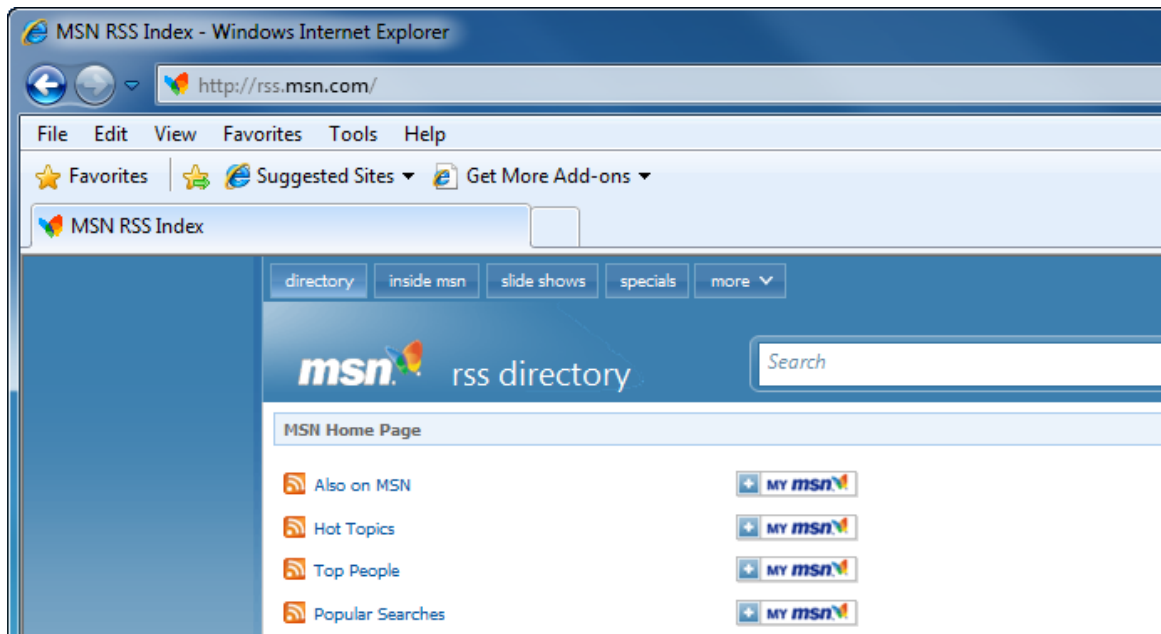 MSN RSS Index - Windows Internet Explorer
http://rss.msn.com/
File Edit View Favorites Tools Help
Favorites Suggested Sites Get More Add-ons
MSN RSS Index
directory inside msn slide shows specials more
msn rss directory Search
MSN Home Page
Also on MSN MY msn
Hot Topics MY msn
Top People MY msn
Popular Searches MY msn